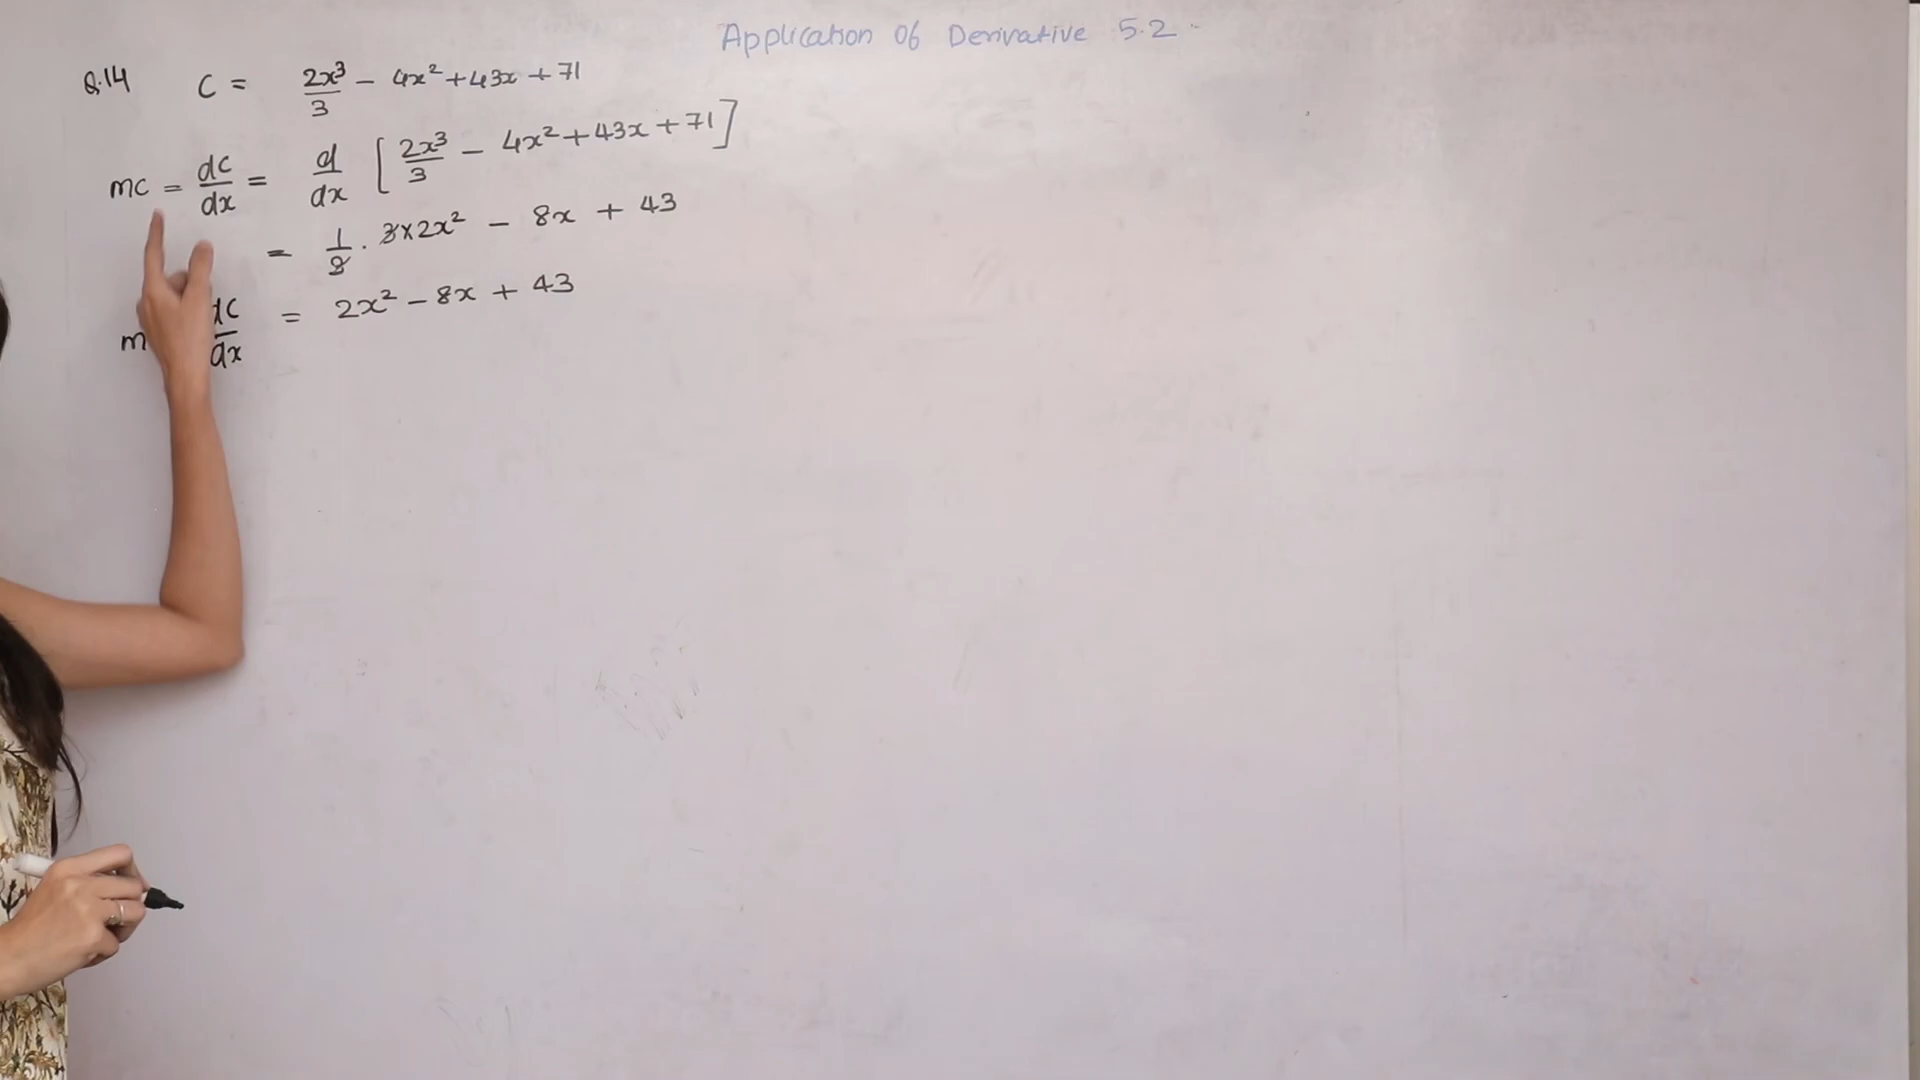 Application Of Derivative 5.2
Q.14 C = 2x³/3 - 4x² + 43x + 71
mc = dc/dx = d/dx [2x³/3 - 4x² + 43x + 71]
= 1/3 . 3×2x² - 8x + 43
m dc/dx = 2x² - 8x + 43